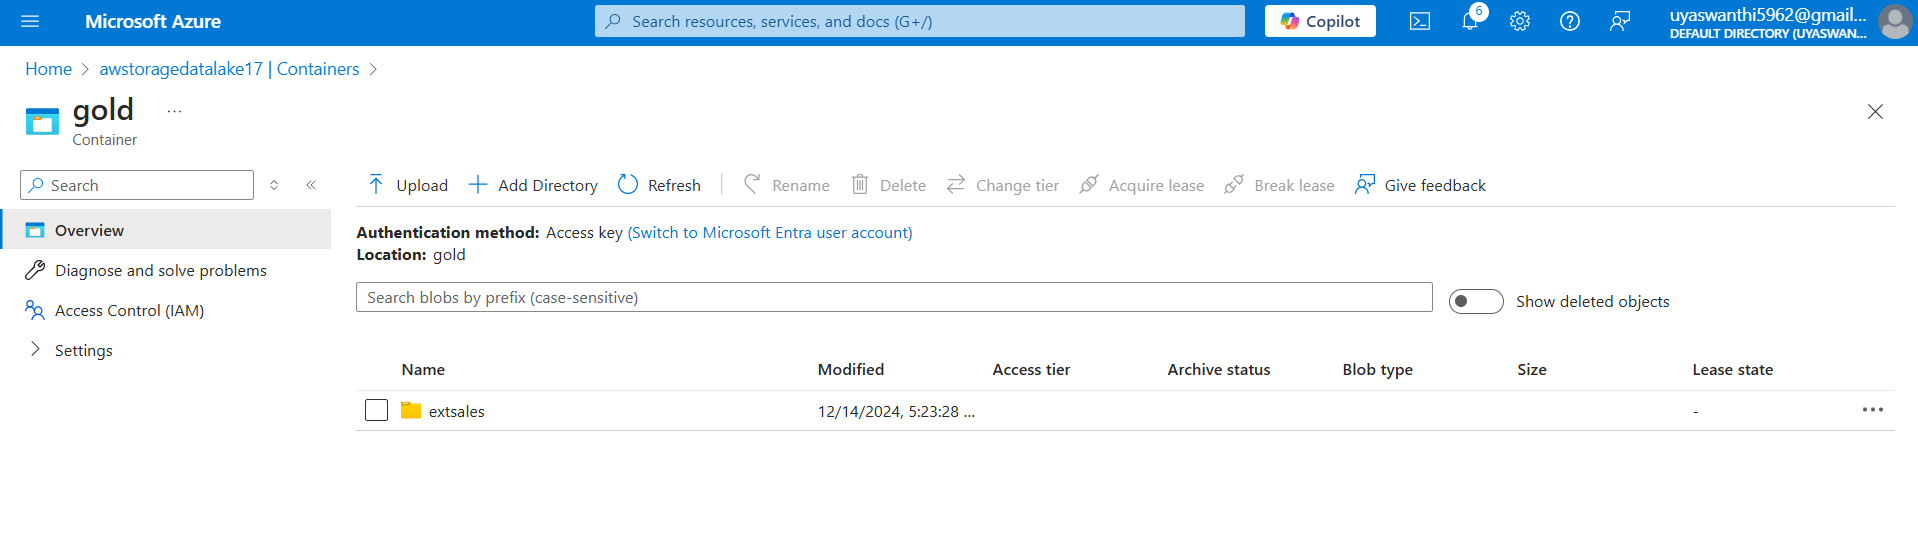 Microsoft Azure
Search resources, services, and docs (G+/)
Copilot
6
uyaswanthi5962@gmail...
DEFAULT DIRECTORY (UYASWAN...
Home > awstoragedatalake17 | Containers >
gold ...
Container
Search
Upload
Add Directory
Refresh
Rename
Delete
Change tier
Acquire lease
Break lease
Give feedback
Overview
Diagnose and solve problems
Access Control (IAM)
Settings
Authentication method: Access key (Switch to Microsoft Entra user account)
Location: gold
Search blobs by prefix (case-sensitive)
Show deleted objects
Name Modified Access tier Archive status Blob type Size Lease state
extsales 12/14/2024, 5:23:28 ... -